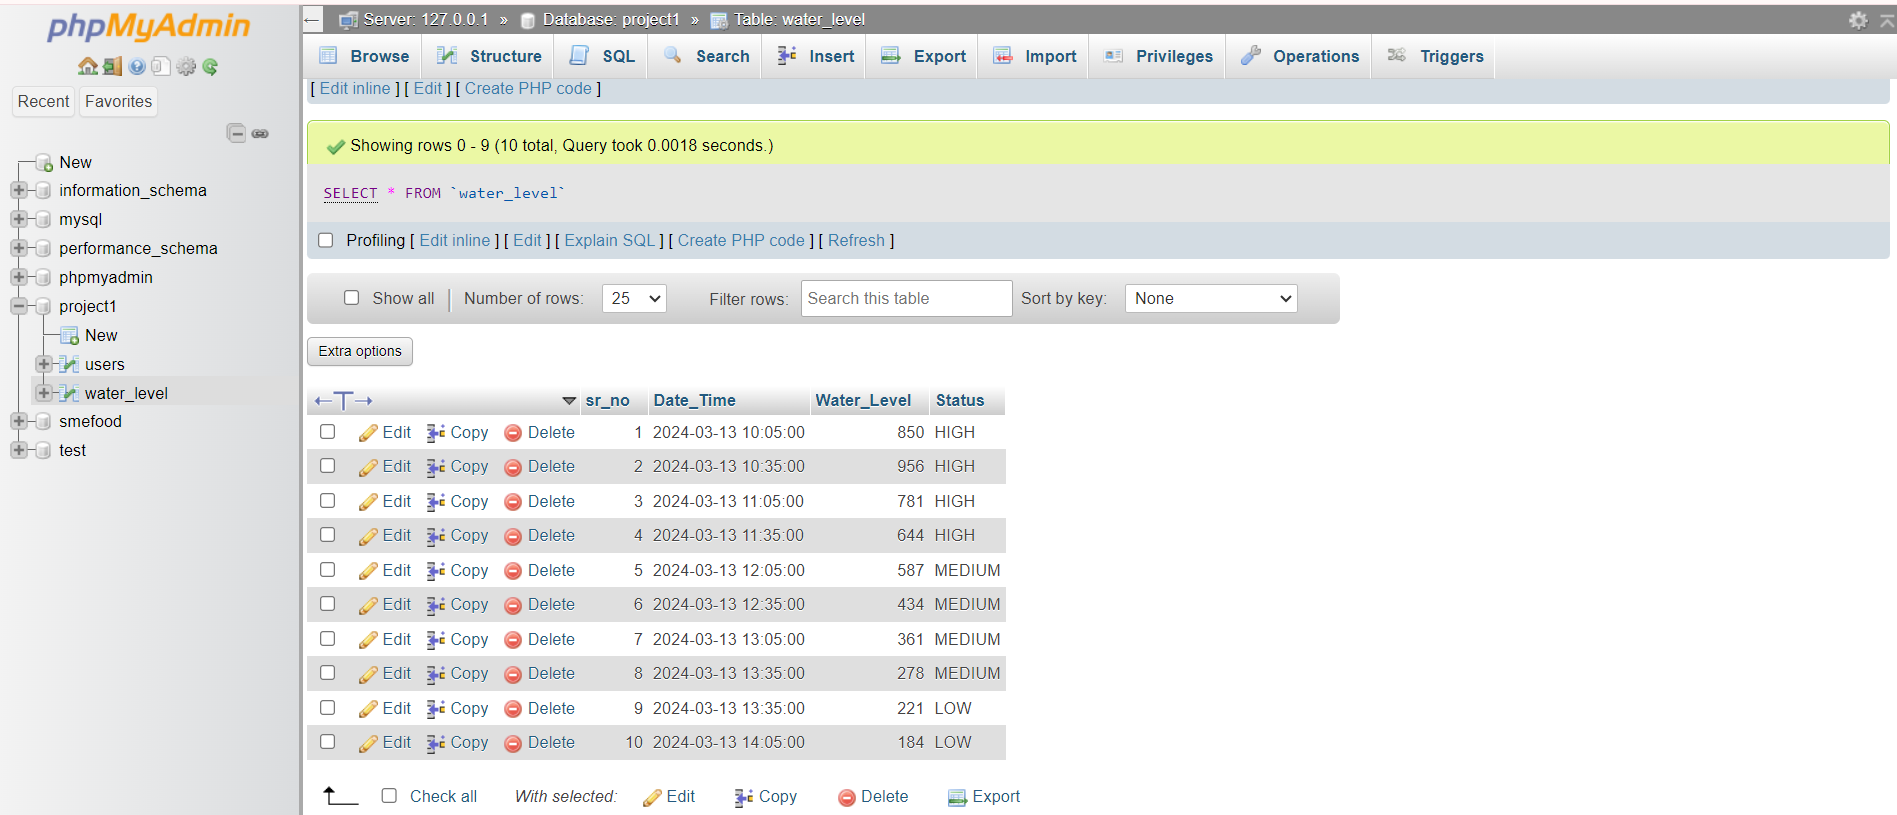 phpMyAdmin
Recent Favorites
New
information_schema
mysql
performance_schema
phpmyadmin
project1
New
users
water_level
smefood
test
Server: 127.0.0.1 » Database: project1 » Table: water_level
Browse Structure SQL Search Insert Export Import Privileges Operations Triggers
[ Edit inline ] [ Edit ] [ Create PHP code ]
Showing rows 0 - 9 (10 total, Query took 0.0018 seconds.)
SELECT * FROM `water_level`
Profiling [ Edit inline ] [ Edit ] [ Explain SQL ] [ Create PHP code ] [ Refresh ]
Show all Number of rows: 25 Filter rows: Search this table Sort by key: None
Extra options
sr_no Date_Time Water_Level Status
Edit Copy Delete 1 2024-03-13 10:05:00 850 HIGH
Edit Copy Delete 2 2024-03-13 10:35:00 956 HIGH
Edit Copy Delete 3 2024-03-13 11:05:00 781 HIGH
Edit Copy Delete 4 2024-03-13 11:35:00 644 HIGH
Edit Copy Delete 5 2024-03-13 12:05:00 587 MEDIUM
Edit Copy Delete 6 2024-03-13 12:35:00 434 MEDIUM
Edit Copy Delete 7 2024-03-13 13:05:00 361 MEDIUM
Edit Copy Delete 8 2024-03-13 13:35:00 278 MEDIUM
Edit Copy Delete 9 2024-03-13 13:35:00 221 LOW
Edit Copy Delete 10 2024-03-13 14:05:00 184 LOW
Check all With selected: Edit Copy Delete Export